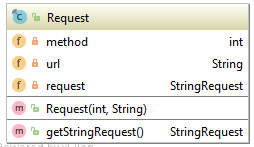 C Request
f method int
f url String
f request StringRequest
m Request(int, String)
m getStringRequest() StringRequest